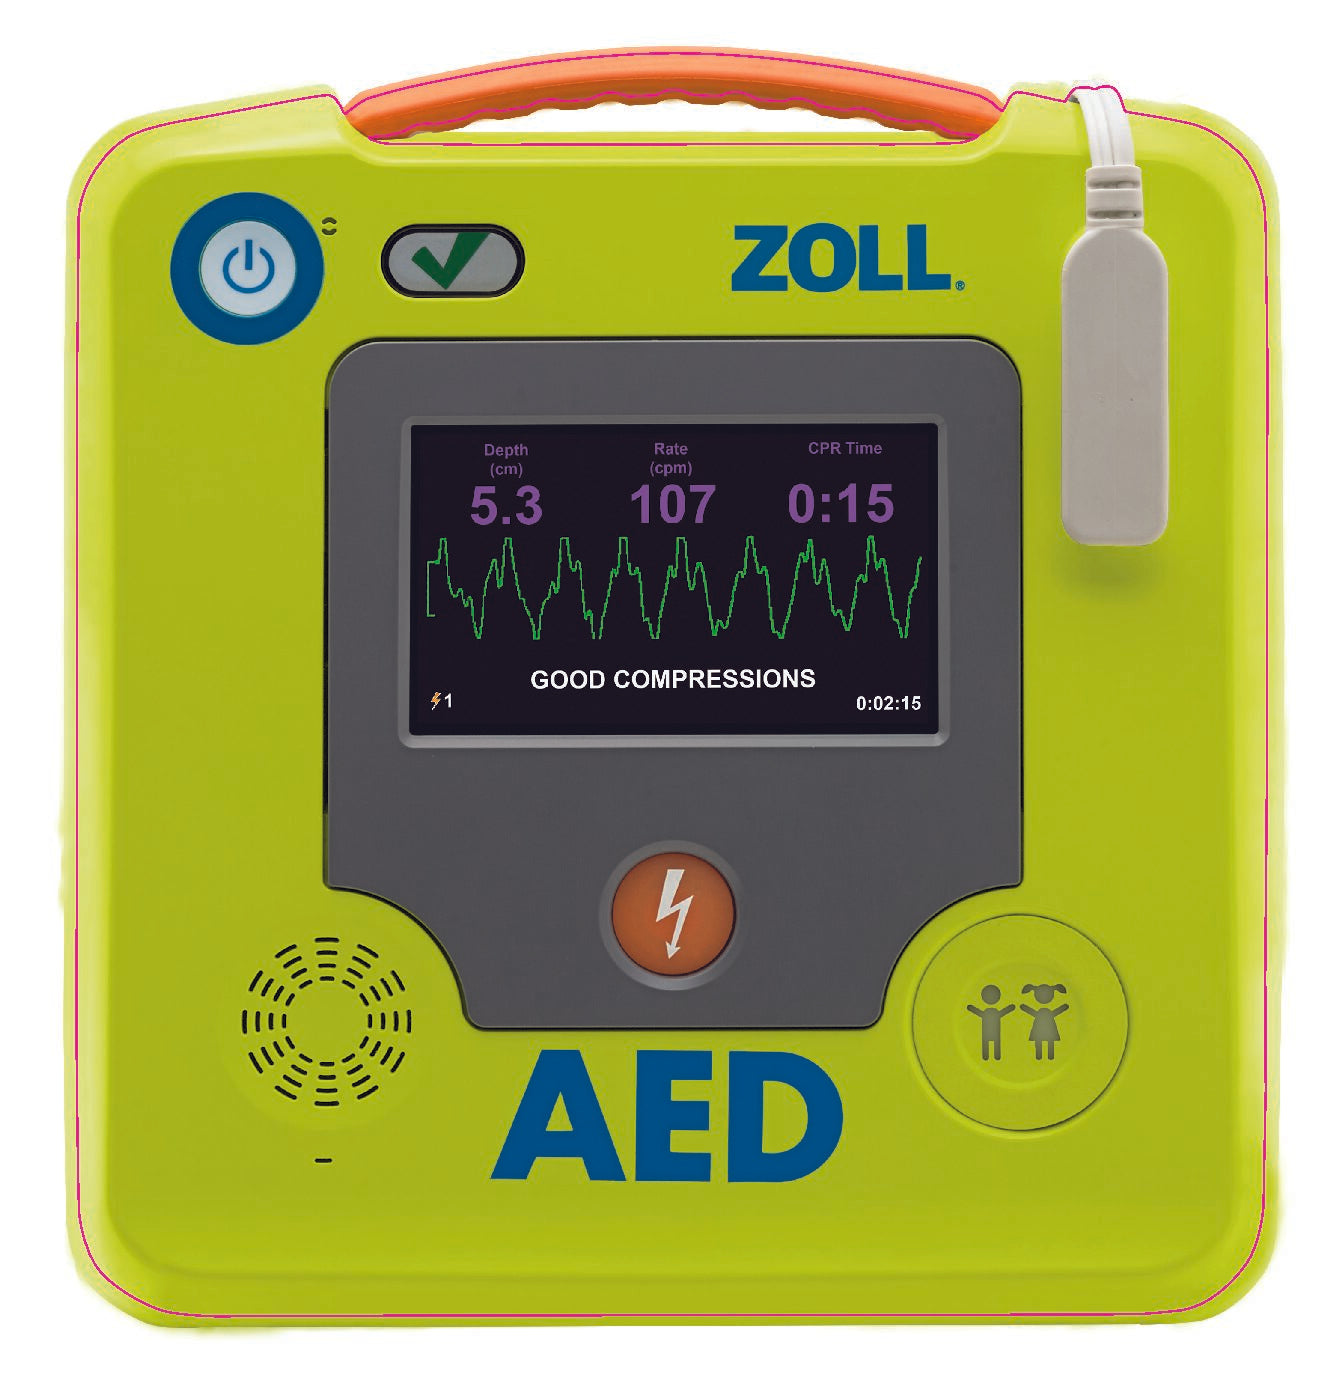 ZOLL®
Depth
(cm)
5.3
Rate
(cpm)
107
CPR Time
0:15
GOOD COMPRESSIONS
1
0:02:15
AED